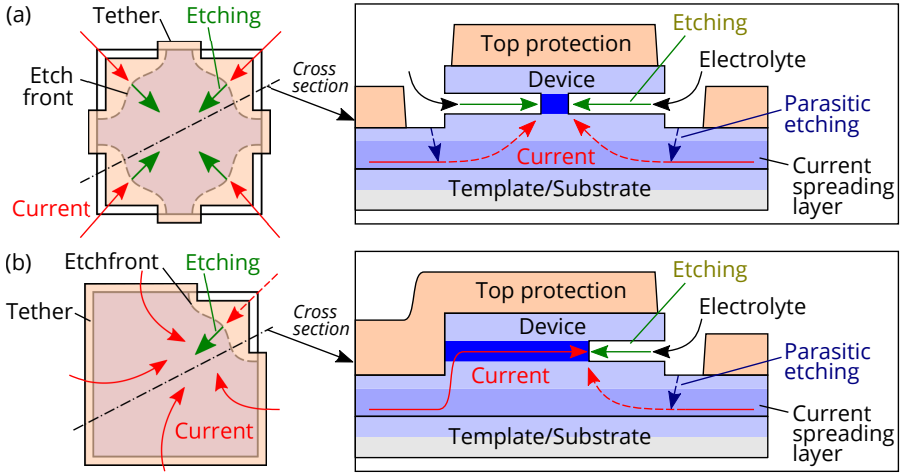 (a)
Tether
Etching
Etch
front
Current
Cross
section
Top protection
Device
Etching
Electrolyte
Parasitic
etching
Current
Current
spreading
layer
Template/Substrate
(b)
Etchfront
Etching
Tether
Current
Cross
section
Top protection
Device
Etching
Electrolyte
Parasitic
etching
Current
Current
spreading
layer
Template/Substrate